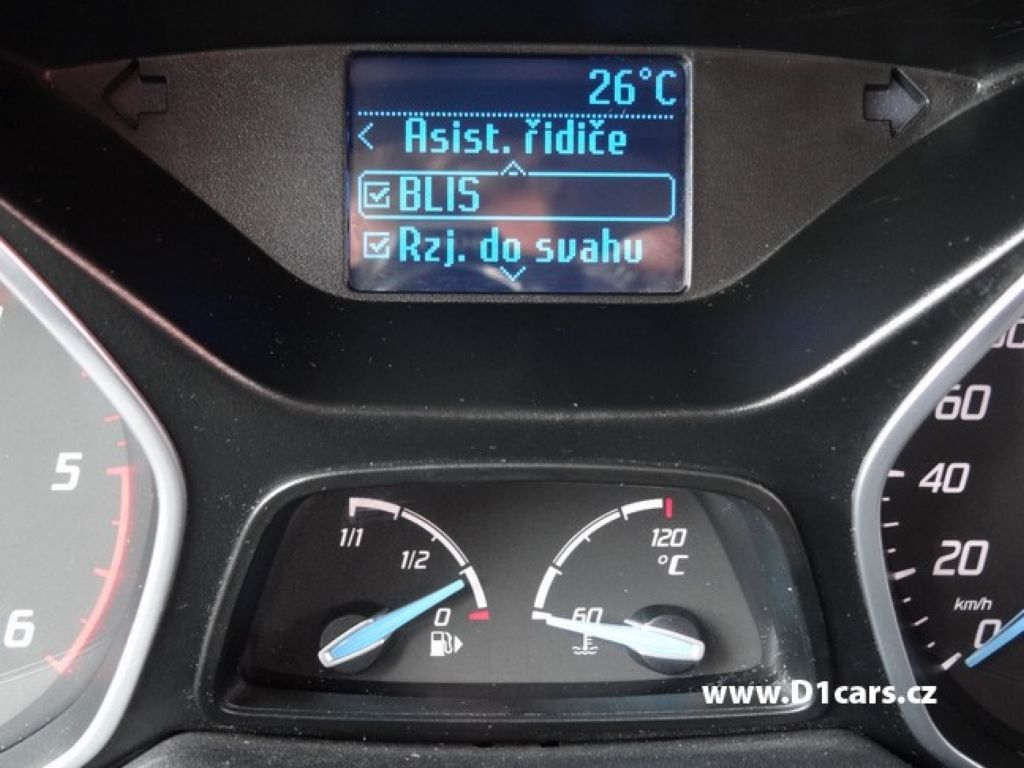 26°C
< Asist. řidiče
BLIS
Rzj. do svahu
5
6
1/1
1/2
0
120
°C
60
60
40
20
km/h
0
www.D1cars.cz